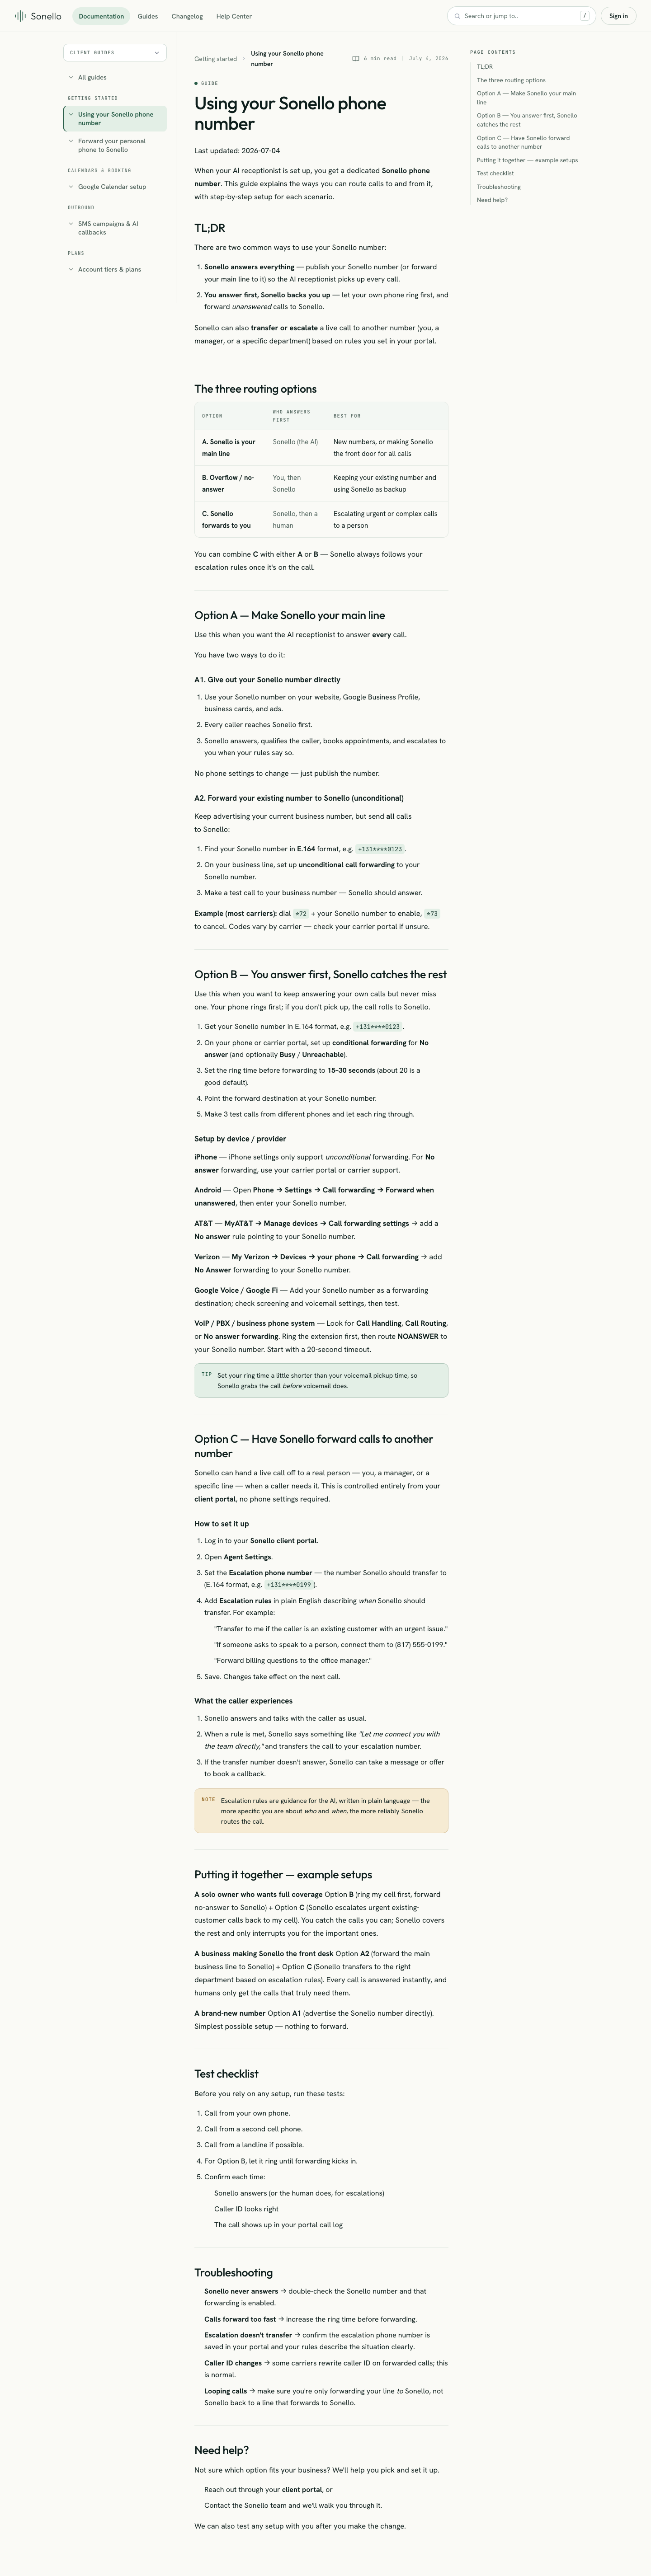 Sonello
Documentation
Guides
Changelog
Help Center
Search or jump to..
/
Sign in
CLIENT GUIDES
All guides
GETTING STARTED
Using your Sonello phone
number
Forward your personal
phone to Sonello
CALENDARS & BOOKING
Google Calendar setup
OUTBOUND
SMS campaigns & AI
callbacks
PLANS
Account tiers & plans
Getting started
›
Using your Sonello phone
number
6 min read
July 4, 2026
GUIDE
Using your Sonello phone
number
Last updated: 2026-07-04
When your AI receptionist is set up, you get a dedicated Sonello phone
number. This guide explains the ways you can route calls to and from it,
with step-by-step setup for each scenario.
TL;DR
There are two common ways to use your Sonello number:
1. Sonello answers everything — publish your Sonello number (or forward
your main line to it) so the AI receptionist picks up every call.
2. You answer first, Sonello backs you up — let your own phone ring first, and
forward unanswered calls to Sonello.
Sonello can also transfer or escalate a live call to another number (you, a
manager, or a specific department) based on rules you set in your portal.
The three routing options
OPTION
WHO ANSWERS
FIRST
BEST FOR
A. Sonello is your
main line
Sonello (the AI)
New numbers, or making Sonello
the front door for all calls
B. Overflow / no-
answer
You, then
Sonello
Keeping your existing number and
using Sonello as backup
C. Sonello
forwards to you
Sonello, then a
human
Escalating urgent or complex calls
to a person
You can combine C with either A or B — Sonello always follows your
escalation rules once it's on the call.
Option A — Make Sonello your main line
Use this when you want the AI receptionist to answer every call.
You have two ways to do it:
A1. Give out your Sonello number directly
1. Use your Sonello number on your website, Google Business Profile,
business cards, and ads.
2. Every caller reaches Sonello first.
3. Sonello answers, qualifies the caller, books appointments, and escalates to
you when your rules say so.
No phone settings to change — just publish the number.
A2. Forward your existing number to Sonello (unconditional)
Keep advertising your current business number, but send all calls
to Sonello:
1. Find your Sonello number in E.164 format, e.g. +131****0123.
2. On your business line, set up unconditional call forwarding to your
Sonello number.
3. Make a test call to your business number — Sonello should answer.
Example (most carriers): dial *72 + your Sonello number to enable, *73
to cancel. Codes vary by carrier — check your carrier portal if unsure.
Option B — You answer first, Sonello catches the rest
Use this when you want to keep answering your own calls but never miss
one. Your phone rings first; if you don't pick up, the call rolls to Sonello.
1. Get your Sonello number in E.164 format, e.g. +131****0123.
2. On your phone or carrier portal, set up conditional forwarding for No
answer (and optionally Busy / Unreachable).
3. Set the ring time before forwarding to 15–30 seconds (about 20 is a
good default).
4. Point the forward destination at your Sonello number.
5. Make 3 test calls from different phones and let each ring through.
Setup by device / provider
iPhone — iPhone settings only support unconditional forwarding. For No
answer forwarding, use your carrier portal or carrier support.
Android — Open Phone → Settings → Call forwarding → Forward when
unanswered, then enter your Sonello number.
AT&T — MyAT&T → Manage devices → Call forwarding settings → add a
No answer rule pointing to your Sonello number.
Verizon — My Verizon → Devices → your phone → Call forwarding → add
No Answer forwarding to your Sonello number.
Google Voice / Google Fi — Add your Sonello number as a forwarding
destination; check screening and voicemail settings, then test.
VoIP / PBX / business phone system — Look for Call Handling, Call Routing,
or No answer forwarding. Ring the extension first, then route NOANSWER to
your Sonello number. Start with a 20-second timeout.
TIP
Set your ring time a little shorter than your voicemail pickup time, so
Sonello grabs the call before voicemail does.
Option C — Have Sonello forward calls to another
number
Sonello can hand a live call off to a real person — you, a manager, or a
specific line — when a caller needs it. This is controlled entirely from your
client portal, no phone settings required.
How to set it up
1. Log in to your Sonello client portal.
2. Open Agent Settings.
3. Set the Escalation phone number — the number Sonello should transfer to
(E.164 format, e.g. +131****0199).
4. Add Escalation rules in plain English describing when Sonello should
transfer. For example:
"Transfer to me if the caller is an existing customer with an urgent issue."
"If someone asks to speak to a person, connect them to (817) 555-0199."
"Forward billing questions to the office manager."
5. Save. Changes take effect on the next call.
What the caller experiences
1. Sonello answers and talks with the caller as usual.
2. When a rule is met, Sonello says something like "Let me connect you with
the team directly," and transfers the call to your escalation number.
3. If the transfer number doesn't answer, Sonello can take a message or offer
to book a callback.
NOTE
Escalation rules are guidance for the AI, written in plain language — the
more specific you are about who and when, the more reliably Sonello
routes the call.
Putting it together — example setups
A solo owner who wants full coverage Option B (ring my cell first, forward
no-answer to Sonello) + Option C (Sonello escalates urgent existing-
customer calls back to my cell). You catch the calls you can; Sonello covers
the rest and only interrupts you for the important ones.
A business making Sonello the front desk Option A2 (forward the main
business line to Sonello) + Option C (Sonello transfers to the right
department based on escalation rules). Every call is answered instantly, and
humans only get the calls that truly need them.
A brand-new number Option A1 (advertise the Sonello number directly).
Simplest possible setup — nothing to forward.
Test checklist
Before you rely on any setup, run these tests:
1. Call from your own phone.
2. Call from a second cell phone.
3. Call from a landline if possible.
4. For Option B, let it ring until forwarding kicks in.
5. Confirm each time:
Sonello answers (or the human does, for escalations)
Caller ID looks right
The call shows up in your portal call log
Troubleshooting
Sonello never answers → double-check the Sonello number and that
forwarding is enabled.
Calls forward too fast → increase the ring time before forwarding.
Escalation doesn't transfer → confirm the escalation phone number is
saved in your portal and your rules describe the situation clearly.
Caller ID changes → some carriers rewrite caller ID on forwarded calls; this
is normal.
Looping calls → make sure you're only forwarding your line to Sonello, not
Sonello back to a line that forwards to Sonello.
Need help?
Not sure which option fits your business? We'll help you pick and set it up.
Reach out through your client portal, or
Contact the Sonello team and we'll walk you through it.
We can also test any setup with you after you make the change.
PAGE CONTENTS
TL;DR
The three routing options
Option A — Make Sonello your main
line
Option B — You answer first, Sonello
catches the rest
Option C — Have Sonello forward
calls to another number
Putting it together — example setups
Test checklist
Troubleshooting
Need help?